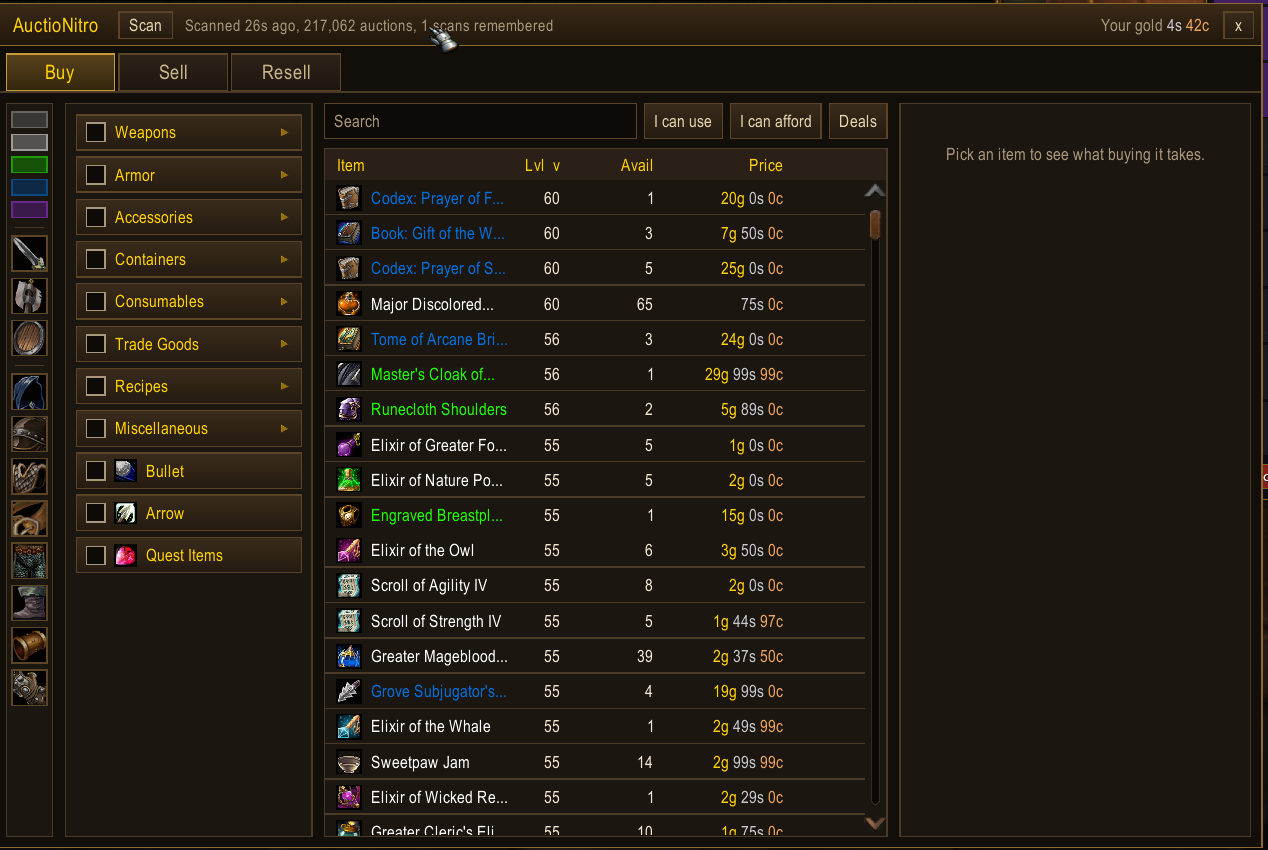 AuctioNitro Scan Scanned 26s ago, 217,062 auctions, 1 scans remembered Your gold 4s 42c x
Buy Sell Resell
Weapons
Armor
Accessories
Containers
Consumables
Trade Goods
Recipes
Miscellaneous
Bullet
Arrow
Quest Items
Search I can use I can afford Deals
Item Lvl v Avail Price
Codex: Prayer of F... 60 1 20g 0s 0c
Book: Gift of the W... 60 3 7g 50s 0c
Codex: Prayer of S... 60 5 25g 0s 0c
Major Discolored... 60 65 75s 0c
Tome of Arcane Bri... 56 3 24g 0s 0c
Master's Cloak of... 56 1 29g 99s 99c
Runecloth Shoulders 56 2 5g 89s 0c
Elixir of Greater Fo... 55 5 1g 0s 0c
Elixir of Nature Po... 55 5 2g 0s 0c
Engraved Breastpl... 55 1 15g 0s 0c
Elixir of the Owl 55 6 3g 50s 0c
Scroll of Agility IV 55 8 2g 0s 0c
Scroll of Strength IV 55 5 1g 44s 97c
Greater Mageblood... 55 39 2g 37s 50c
Grove Subjugator's... 55 4 19g 99s 0c
Elixir of the Whale 55 1 2g 49s 99c
Sweetpaw Jam 55 14 2g 99s 99c
Elixir of Wicked Re... 55 1 2g 29s 0c
Greater Cleric's Eli... 55 10 1g 75s 0c
Pick an item to see what buying it takes.